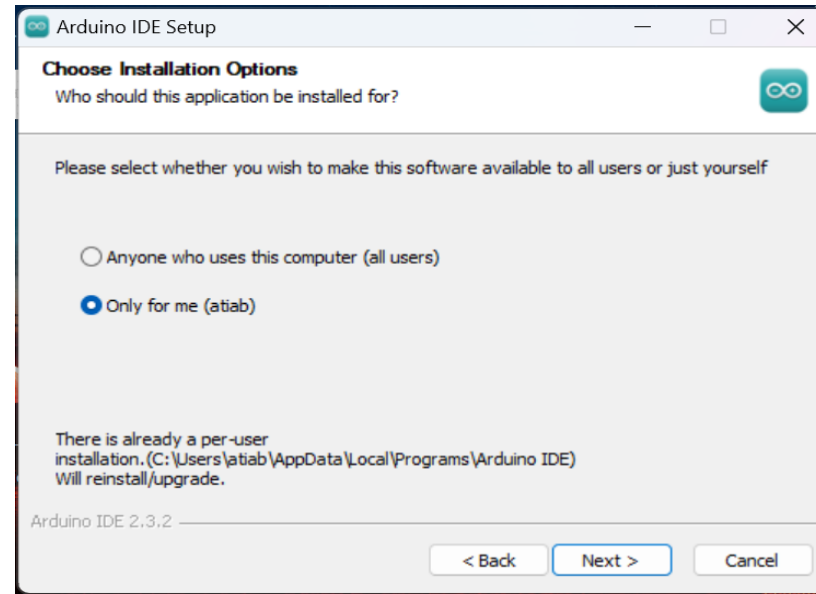 Arduino IDE Setup
Choose Installation Options
Who should this application be installed for?
Please select whether you wish to make this software available to all users or just yourself
Anyone who uses this computer (all users)
Only for me (atiab)
There is already a per-user
installation.(C:\Users\atiab\AppData\Local\Programs\Arduino IDE)
Will reinstall/upgrade.
Arduino IDE 2.3.2
< Back Next > Cancel